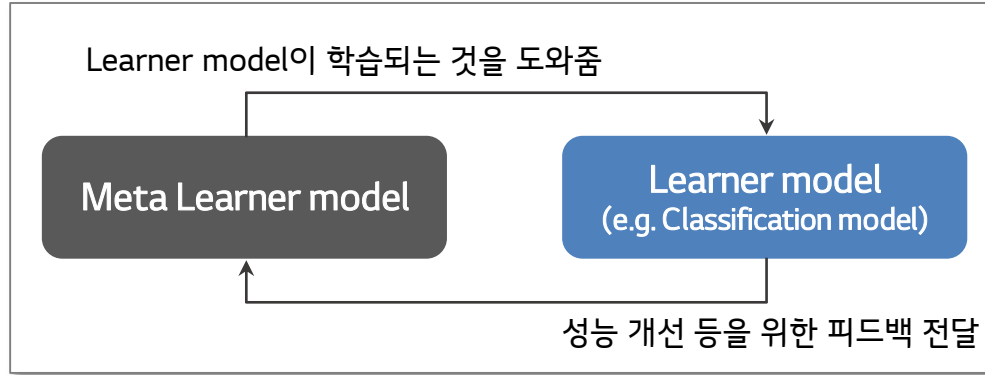 Learner model이 학습되는 것을 도와줌
Meta Learner model
Learner model
(e.g. Classification model)
성능 개선 등을 위한 피드백 전달